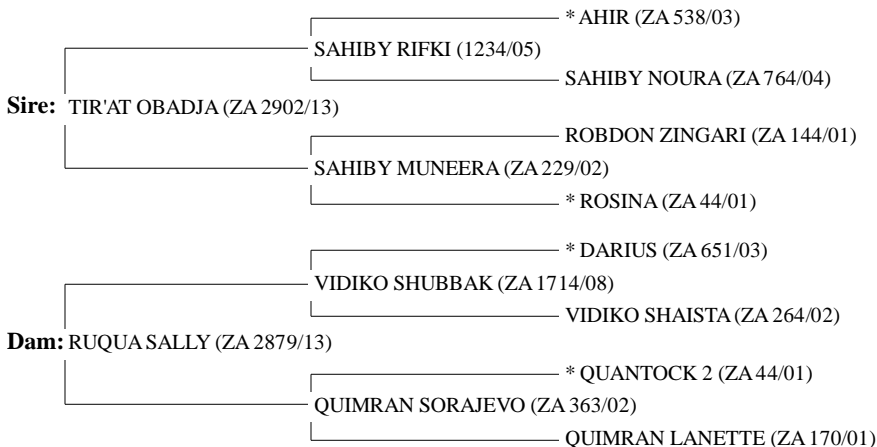 * AHIR (ZA 538/03)
SAHIBY RIFKI (1234/05)
SAHIBY NOURA (ZA 764/04)
Sire: TIR'AT OBADJA (ZA 2902/13)
ROBDON ZINGARI (ZA 144/01)
SAHIBY MUNEERA (ZA 229/02)
* ROSINA (ZA 44/01)
* DARIUS (ZA 651/03)
VIDIKO SHUBBAK (ZA 1714/08)
VIDIKO SHAISTA (ZA 264/02)
Dam: RUQUA SALLY (ZA 2879/13)
* QUANTOCK 2 (ZA 44/01)
QUIMRAN SORAJEVO (ZA 363/02)
QUIMRAN LANETTE (ZA 170/01)